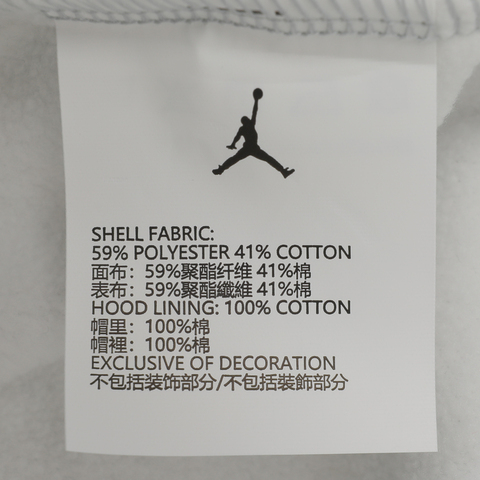 SHELL FABRIC:
59% POLYESTER 41% COTTON
面布：59%聚酯纤维 41%棉
表布：59%聚酯纖維 41%棉
HOOD LINING: 100% COTTON
帽里：100%棉
帽裡：100%棉
EXCLUSIVE OF DECORATION
不包括装饰部分/不包括裝飾部分